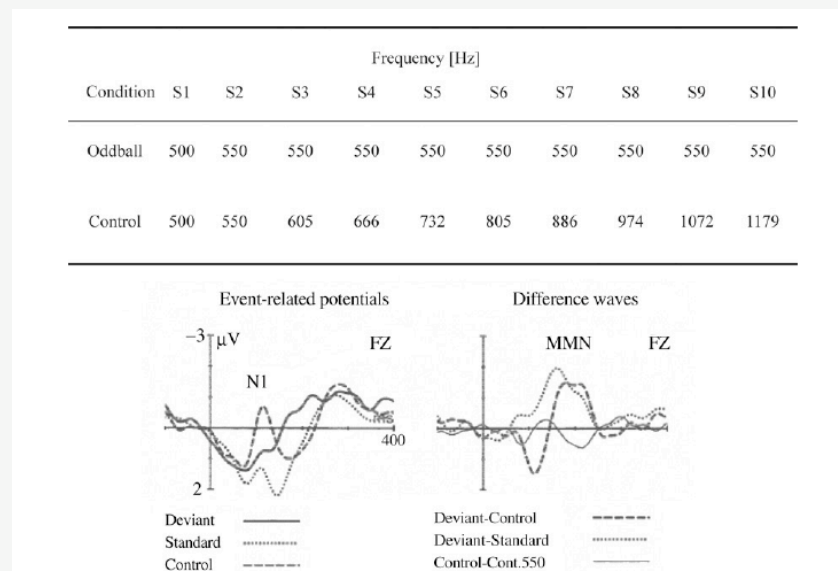 Frequency [Hz]
Condition S1 S2 S3 S4 S5 S6 S7 S8 S9 S10
Oddball 500 550 550 550 550 550 550 550 550 550
Control 500 550 605 666 732 805 886 974 1072 1179
Event-related potentials Difference waves
−3 µV FZ MMN FZ
N1
400
2
Deviant Deviant-Control
Standard Deviant-Standard
Control Control-Cont.550